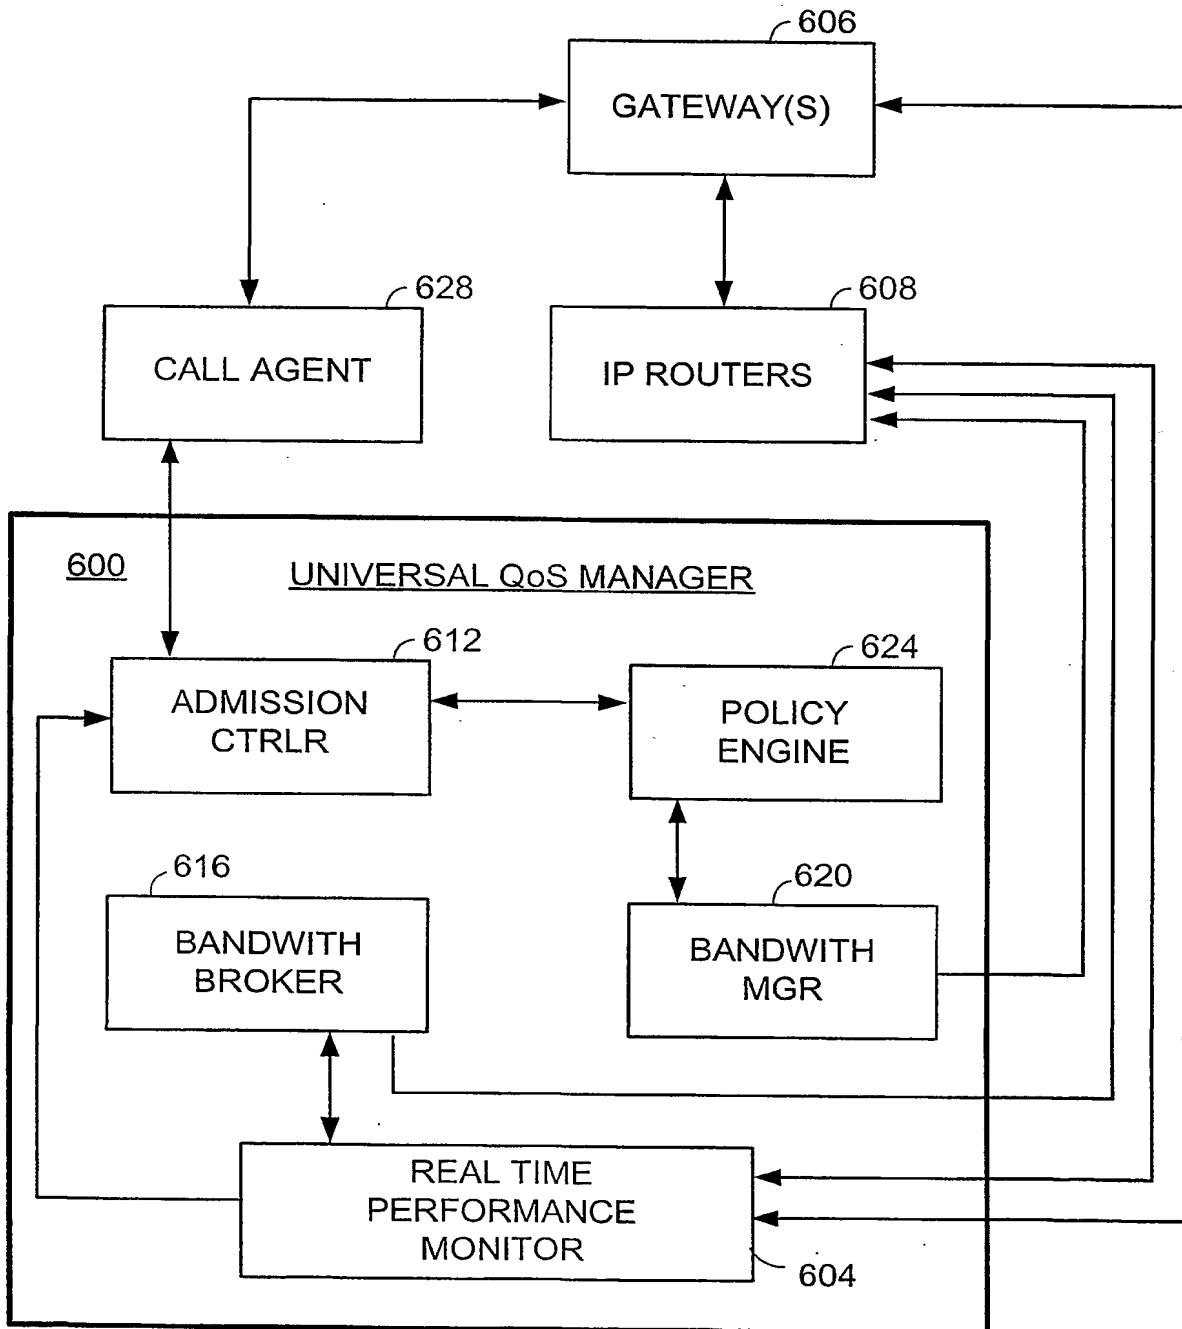 606
GATEWAY(S)
628
CALL AGENT
608
IP ROUTERS
600
UNIVERSAL QoS MANAGER
612
ADMISSION
CTRLR
624
POLICY
ENGINE
616
BANDWITH
BROKER
620
BANDWITH
MGR
REAL TIME
PERFORMANCE
MONITOR
604